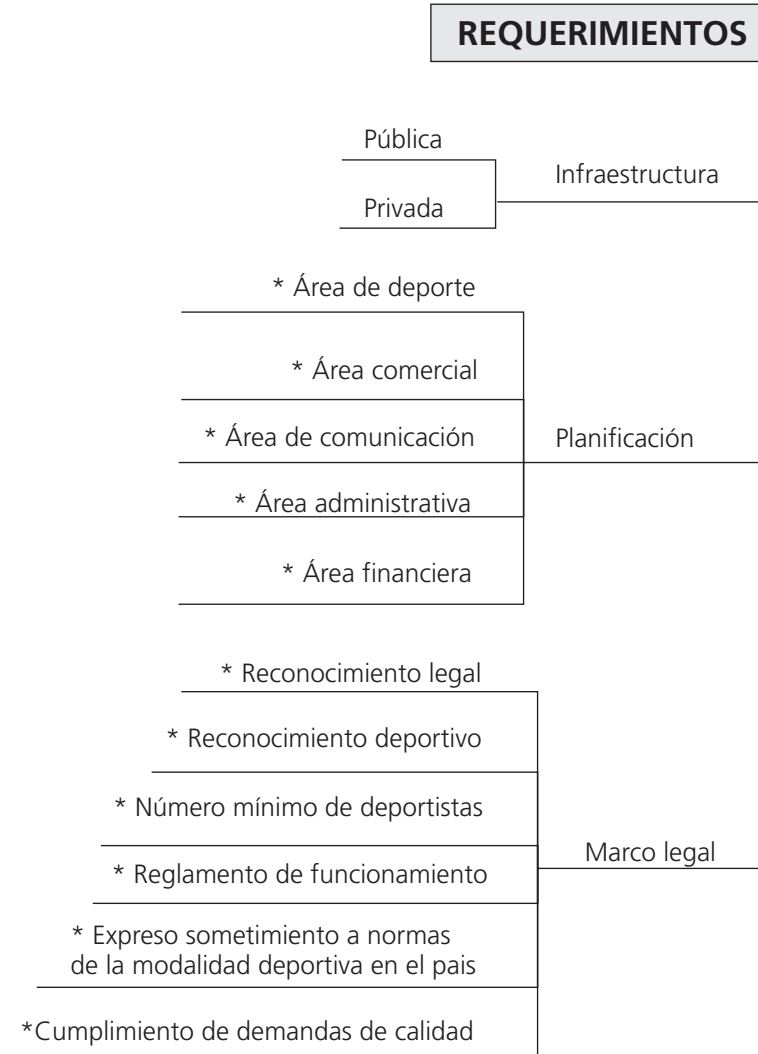 REQUERIMIENTOS
Pública
Infraestructura
Privada
* Área de deporte
* Área comercial
* Área de comunicación
Planificación
* Área administrativa
* Área financiera
* Reconocimiento legal
* Reconocimiento deportivo
* Número mínimo de deportistas
Marco legal
* Reglamento de funcionamiento
* Expreso sometimiento a normas
de la modalidad deportiva en el pais
*Cumplimiento de demandas de calidad